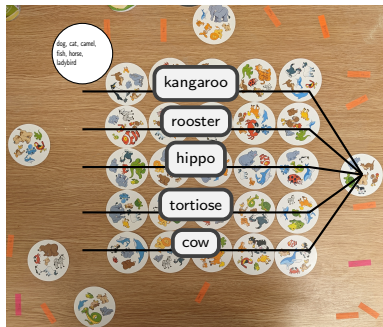 dog, cat, camel,
fish, horse,
ladybird
kangaroo
rooster
hippo
tortiose
cow